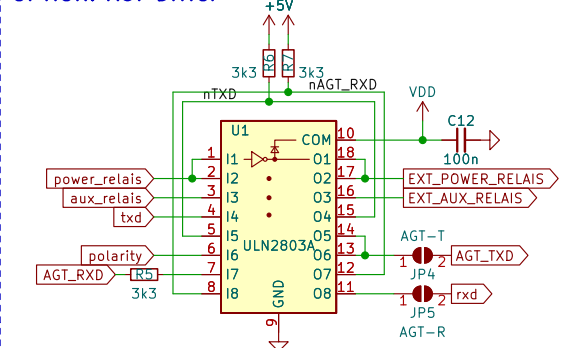 +5V
R6
R7
3k3
3k3
nAGT_RXD
nTXD
VDD
U1
C12
100n
COM
10
1
I1
O1
18
power_relais
2
I2
O2
17
EXT_POWER_RELAIS
aux_relais
3
I3
O3
16
EXT_AUX_RELAIS
txd
4
I4
O4
15
5
I5
O5
14
AGT-T
ULN2803A
polarity
6
I6
O6
13
1
2
AGT_TXD
JP4
AGT_RXD
R5
7
I7
O7
12
3k3
8
I8
O8
11
1
2
rxd
JP5
GND
9
AGT-R